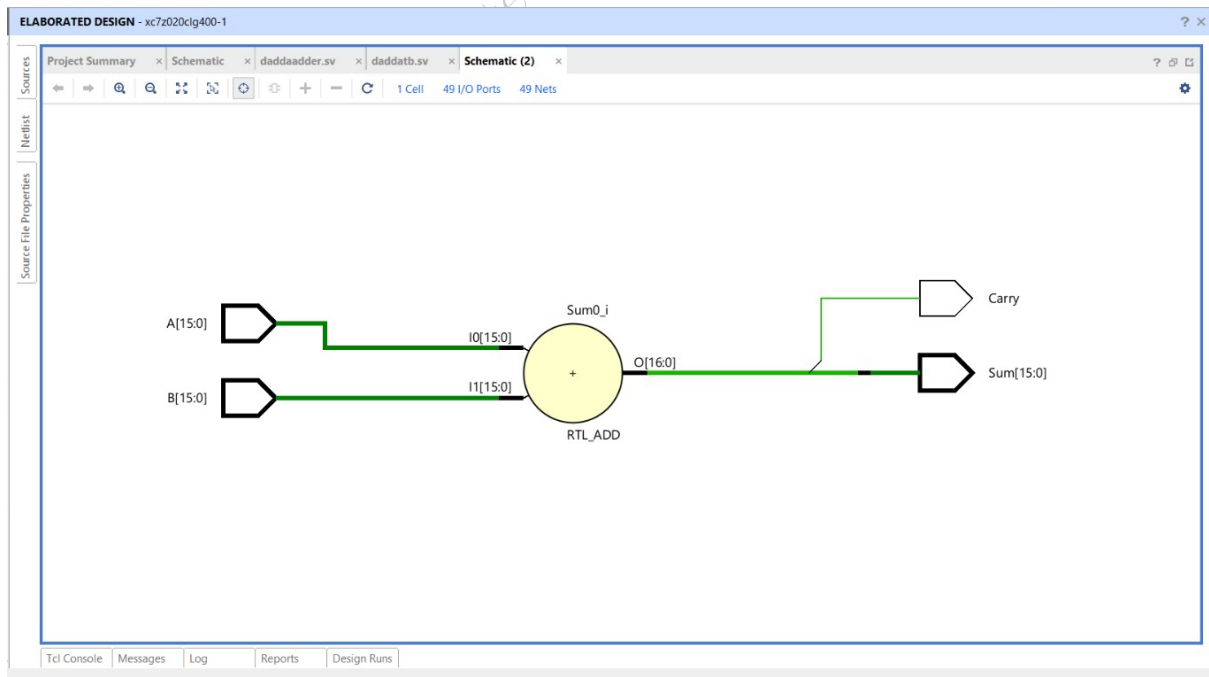 ELABORATED DESIGN - xc7z020clg400-1
? ×
Sources
Netlist
Source File Properties
Project Summary × Schematic × daddaadder.sv × daddatb.sv × Schematic (2) ×
1 Cell 49 I/O Ports 49 Nets
A[15:0]
B[15:0]
I0[15:0]
I1[15:0]
Sum0_i
+
RTL_ADD
O[16:0]
Carry
Sum[15:0]
Tcl Console Messages Log Reports Design Runs